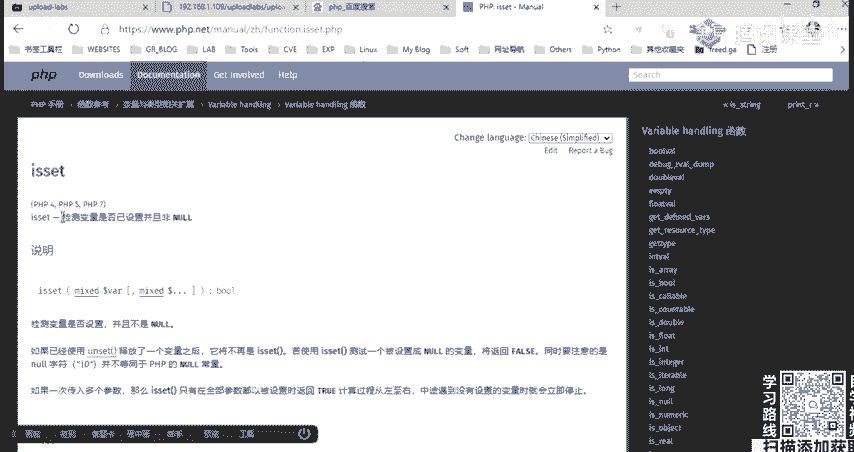 upload-labs
192.168.1.109/uploadlabs/uploa
php_百度搜索
PHP: isset - Manual
https://www.php.net/manual/zh/function.isset.php
书签工具栏 WEBSITES GR_BLOG LAB Tools CVE EXP Linux My Blog Soft 网址导航 Others Python 其他收藏夹 freed.ga 注册
php Downloads Documentation Get Involved Help
Search
PHP 手册 函数参考 变量与类型相关扩展 Variable handling Variable handling 函数
« is_string print_r »
Change language: Chinese (Simplified)
Edit Report a Bug
isset
(PHP 4, PHP 5, PHP 7)
isset — 检测变量是否已设置并且非 NULL
说明
isset ( mixed $var [, mixed $... ] ) : bool
检测变量是否设置，并且不是 NULL。
如果已经使用 unset() 释放了一个变量之后，它将不再是 isset()。若使用 isset() 测试一个被设置成 NULL 的变量，将返回 FALSE。同时要注意的是
null 字符（"\0"）并不等同于 PHP 的 NULL 常量。
如果一次传入多个参数，那么 isset() 只有在全部参数都以被设置时返回 TRUE 计算过程从左至右，中途遇到没有设置的变量时就会立即停止。
Variable handling 函数
boolval
debug_zval_dump
doubleval
empty
floatval
get_defined_vars
get_resource_type
gettype
intval
is_array
is_bool
is_callable
is_countable
is_double
is_float
is_int
is_integer
is_iterable
is_long
is_null
is_numeric
is_object
is_real
腾讯课堂
学习路线
工具
扫描添加获取